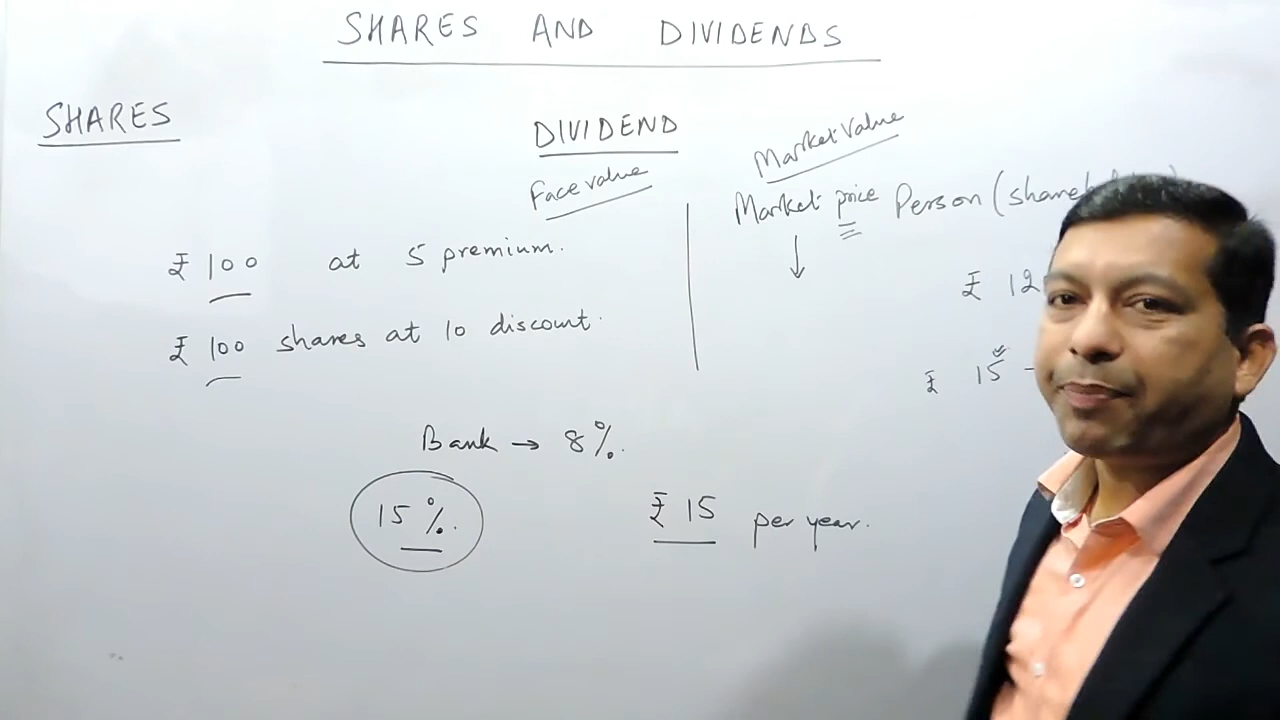 SHARES AND DIVIDENDS
SHARES
DIVIDEND
Market Value
Face value
Market price Person (
₹ 100 at 5 premium.
₹ 12
₹ 100 shares at 10 discount.
₹ 15 -
Bank → 8%.
15 %.
₹ 15 per year.